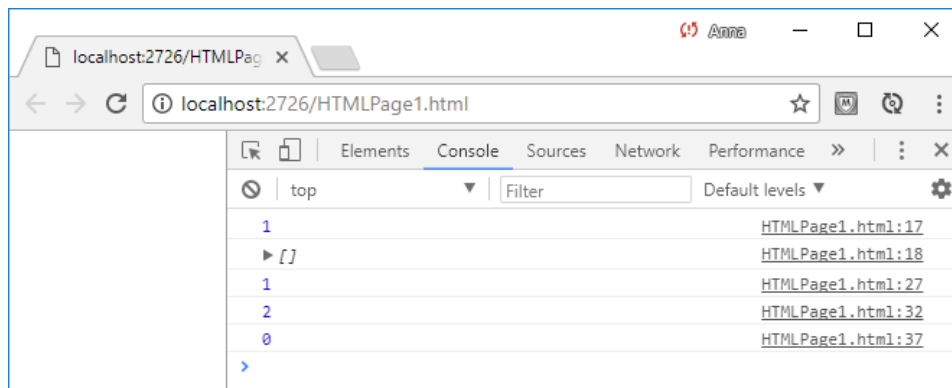 Anna
localhost:2726/HTMLPag
localhost:2726/HTMLPage1.html
Elements Console Sources Network Performance »
top Filter Default levels
1 HTMLPage1.html:17
[] HTMLPage1.html:18
1 HTMLPage1.html:27
2 HTMLPage1.html:32
0 HTMLPage1.html:37
>